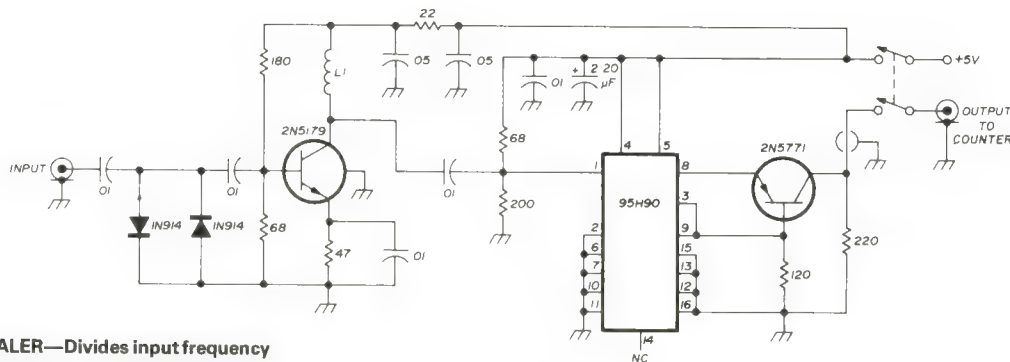 22
180
L1
05
05
01
+ 2.20
μF
+5V
OUTPUT
TO
COUNTER
2N5179
68
2N5771
INPUT
01
01
01
1
4
5
8
200
95H90
3
1N914
1N914
68
47
01
2
6
7
10
11
9
15
13
12
16
120
220
14
NC
ALER—Divides input frequency